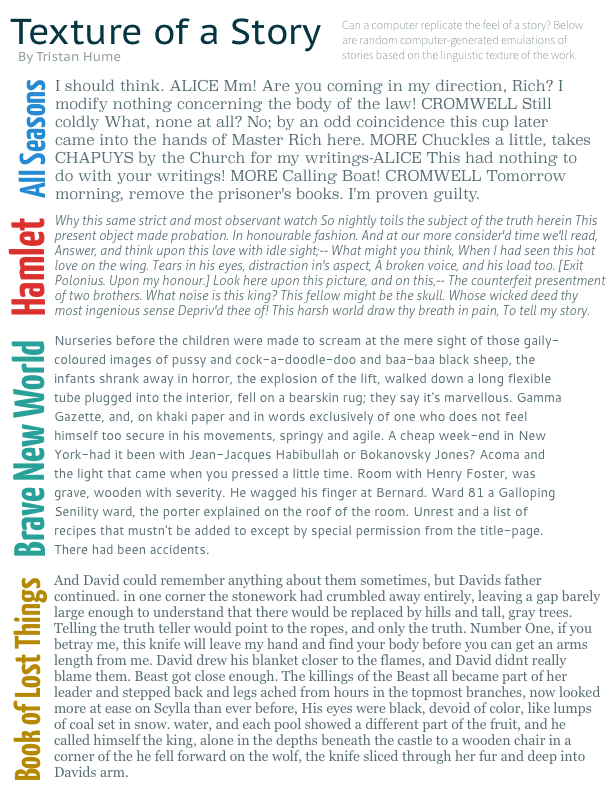 Texture of a Story
By Tristan Hume
Can a computer replicate the feel of a story? Below
are random computer-generated emulations of
stories based on the linguistic texture of the work.
All Seasons
I should think. ALICE Mm! Are you coming in my direction, Rich? I
modify nothing concerning the body of the law! CROMWELL Still
coldly What, none at all? No; by an odd coincidence this cup later
came into the hands of Master Rich here. MORE Chuckles a little, takes
CHAPUYS by the Church for my writings-ALICE This had nothing to
do with your writings! MORE Calling Boat! CROMWELL Tomorrow
morning, remove the prisoner's books. I'm proven guilty.
Hamlet
Why this same strict and most observant watch So nightly toils the subject of the truth herein This
present object made probation. In honourable fashion. And at our more consider'd time we'll read,
Answer, and think upon this love with idle sight;-- What might you think, When I had seen this hot
love on the wing. Tears in his eyes, distraction in's aspect, A broken voice, and his load too. [Exit
Polonius. Upon my honour.] Look here upon this picture, and on this,-- The counterfeit presentment
of two brothers. What noise is this king? This fellow might be the skull. Whose wicked deed thy
most ingenious sense Depriv'd thee of! This harsh world draw thy breath in pain, To tell my story.
Brave New World
Nurseries before the children were made to scream at the mere sight of those gaily-
coloured images of pussy and cock-a-doodle-doo and baa-baa black sheep, the
infants shrank away in horror, the explosion of the lift, walked down a long flexible
tube plugged into the interior, fell on a bearskin rug; they say it's marvellous. Gamma
Gazette, and, on khaki paper and in words exclusively of one who does not feel
himself too secure in his movements, springy and agile. A cheap week-end in New
York-had it been with Jean-Jacques Habibullah or Bokanovsky Jones? Acoma and
the light that came when you pressed a little time. Room with Henry Foster, was
grave, wooden with severity. He wagged his finger at Bernard. Ward 81 a Galloping
Senility ward, the porter explained on the roof of the room. Unrest and a list of
recipes that mustn't be added to except by special permission from the title-page.
There had been accidents.
Book of Lost Things
And David could remember anything about them sometimes, but Davids father
continued. in one corner the stonework had crumbled away entirely, leaving a gap barely
large enough to understand that there would be replaced by hills and tall, gray trees.
Telling the truth teller would point to the ropes, and only the truth. Number One, if you
betray me, this knife will leave my hand and find your body before you can get an arms
length from me. David drew his blanket closer to the flames, and David didnt really
blame them. Beast got close enough. The killings of the Beast all became part of her
leader and stepped back and legs ached from hours in the topmost branches, now looked
more at ease on Scylla than ever before, His eyes were black, devoid of color, like lumps
of coal set in snow. water, and each pool showed a different part of the fruit, and he
called himself the king, alone in the depths beneath the castle to a wooden chair in a
corner of the he fell forward on the wolf, the knife sliced through her fur and deep into
Davids arm.